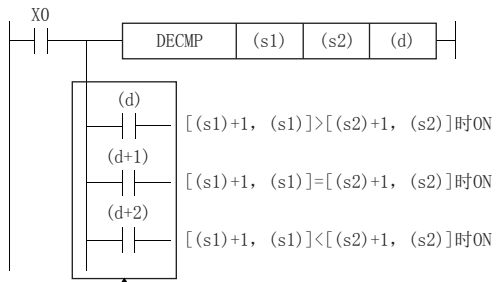 X0
DECMP (s1) (s2) (d)
(d)
[(s1)+1, (s1)]>[(s2)+1, (s2)]时ON
(d+1)
[(s1)+1, (s1)]=[(s2)+1, (s2)]时ON
(d+2)
[(s1)+1, (s1)]<[(s2)+1, (s2)]时ON